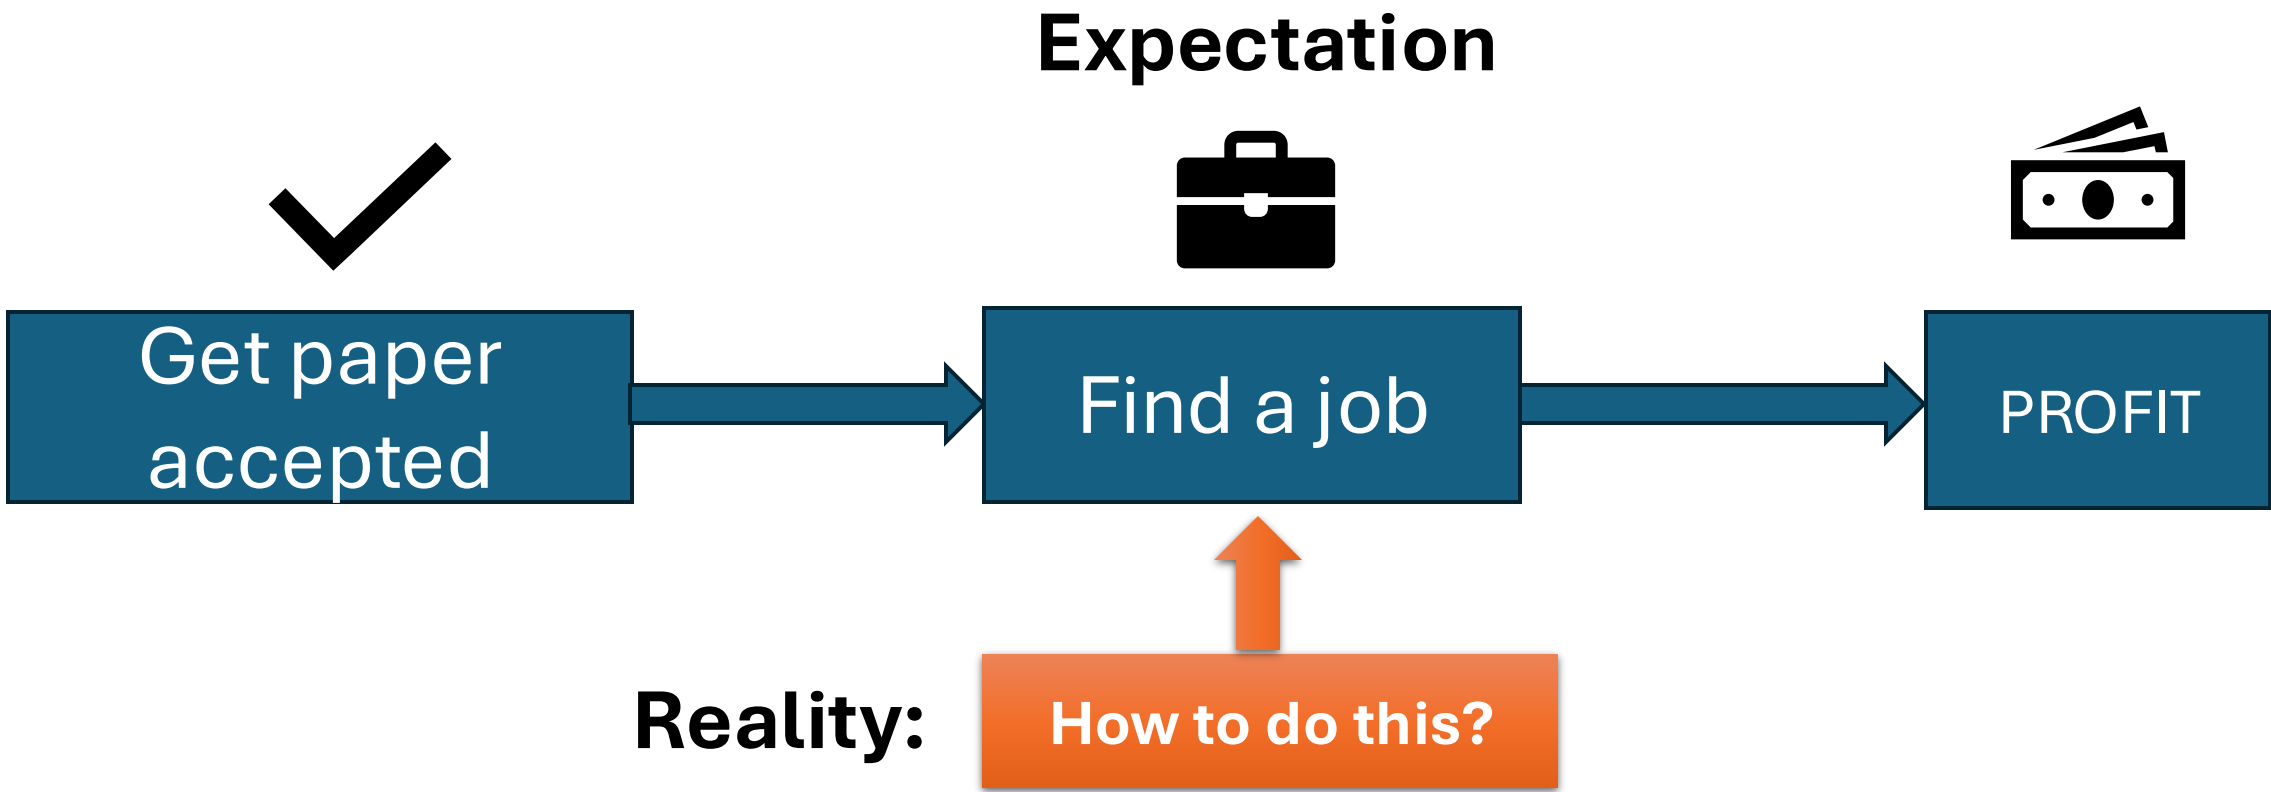 Expectation
Get paper
accepted
Find a job
PROFIT
Reality:
How to do this?